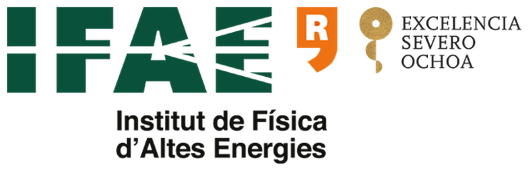 IFAE
R
EXCELENCIA
SEVERO
OCHOA
Institut de Física
d'Altes Energies